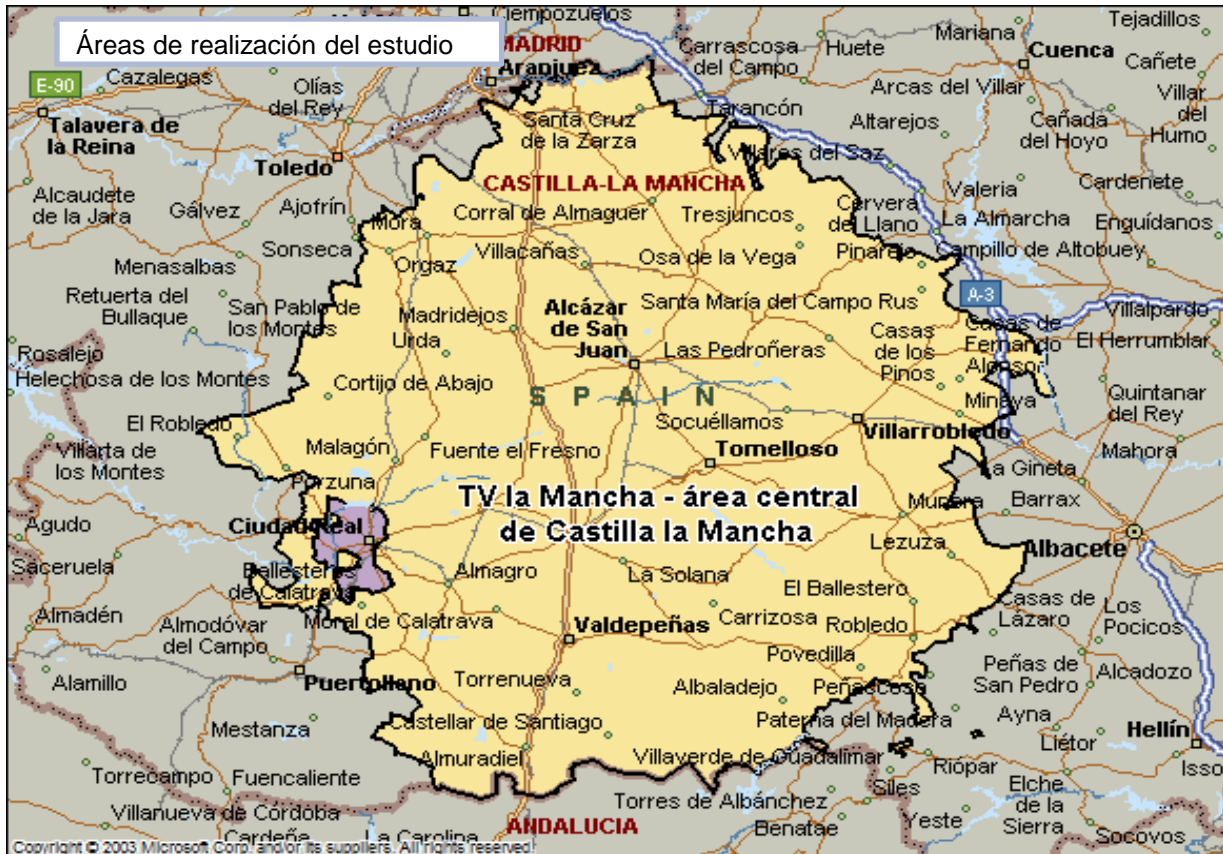 Áreas de realización del estudio
Ciempozuelos
MADRID
Aranjuez
Carrascosa
del Campo
Huete
Mariana
Tejadillos
Cuenca
Cañete
E-90
Cazalegas
Olías
del Rey
Arcas del Villar
Villar
del
Humo
Talavera de
la Reina
Tarancón
Altarejos
Cañada
del Hoyo
Santa Cruz
de la Zarza
Toledo
Villares del Saz
CASTILLA-LA MANCHA
Valeria
Cardenete
Alcaudete
de la Jara
Gálvez
Ajofrín
Mora
Corral de Almaguer
Tresjuncos
Cervera
del Llano
La Almarcha
Enguídanos
Sonseca
Orgaz
Villacañas
Osa de la Vega
Pinarejo
Campillo de Altobuey
Menasalbas
Retuerta del
Bullaque
San Pablo de
los Montes
Madridejos
Urda
Alcázar
de San
Juan
Santa María del Campo Rus
A-3
Villalpardo
Casas
de los
Pinos
Casas de
Fernando
Alonso
El Herrumblar
Rosalejo
Helechosa de los Montes
Cortijo de Abajo
Las Pedroñeras
SPAIN
Minaya
Quintanar
del Rey
El Robledo
Socuéllamos
Villarrobledo
Villarta de
los Montes
Malagón
Fuente el Fresno
Tomelloso
Mahora
La Gineta
Porzuna
TV la Mancha - área central
de Castilla la Mancha
Munera
Barrax
Agudo
Ciudad Real
Lezuza
Albacete
Saceruela
Ballesteros
de Calatrava
Almagro
La Solana
El Ballestero
Casas de
Lázaro
Los
Pocicos
Almadén
Almodóvar
del Campo
Moral de Calatrava
Valdepeñas
Carrizosa
Robledo
Povedilla
Peñas de
San Pedro
Alcadozo
Alamillo
Puertollano
Torrenueva
Albaladejo
Peñascosa
Mestanza
Castellar de Santiago
Paterna del Madera
Ayna
Liétor
Hellín
Almuradiel
Villaverde de Guadalimar
Riópar
Isso
Torrecampo
Fuencaliente
Siles
Elche
de la
Sierra
Villanueva de Córdoba
Torres de Albánchez
Yeste
Cardeña
La Carolina
ANDALUCIA
Benatae
Socovos
Copyright © 2003 Microsoft Corp. and/or its suppliers. All rights reserved.